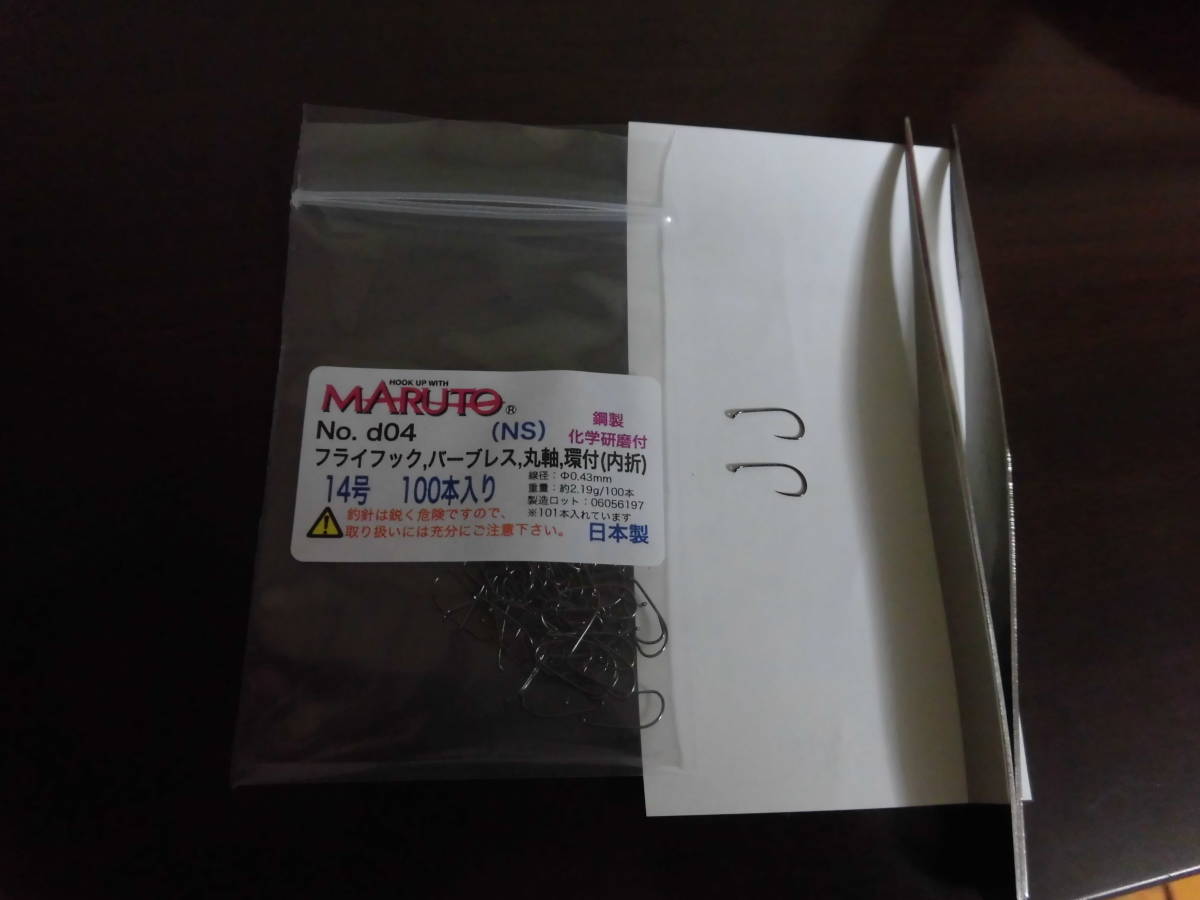 HOOK UP WITH
MARUTO®
No. d04 (NS) 鋼製
化学研磨付
フライフック,バーブレス,丸軸,環付(内折)
14号 100本入り
線径：Φ0.43mm
重量：約2.19g/100本
製造ロット：06056197
※101本入れています
釣針は鋭く危険ですので、
取り扱いには充分にご注意下さい。
日本製